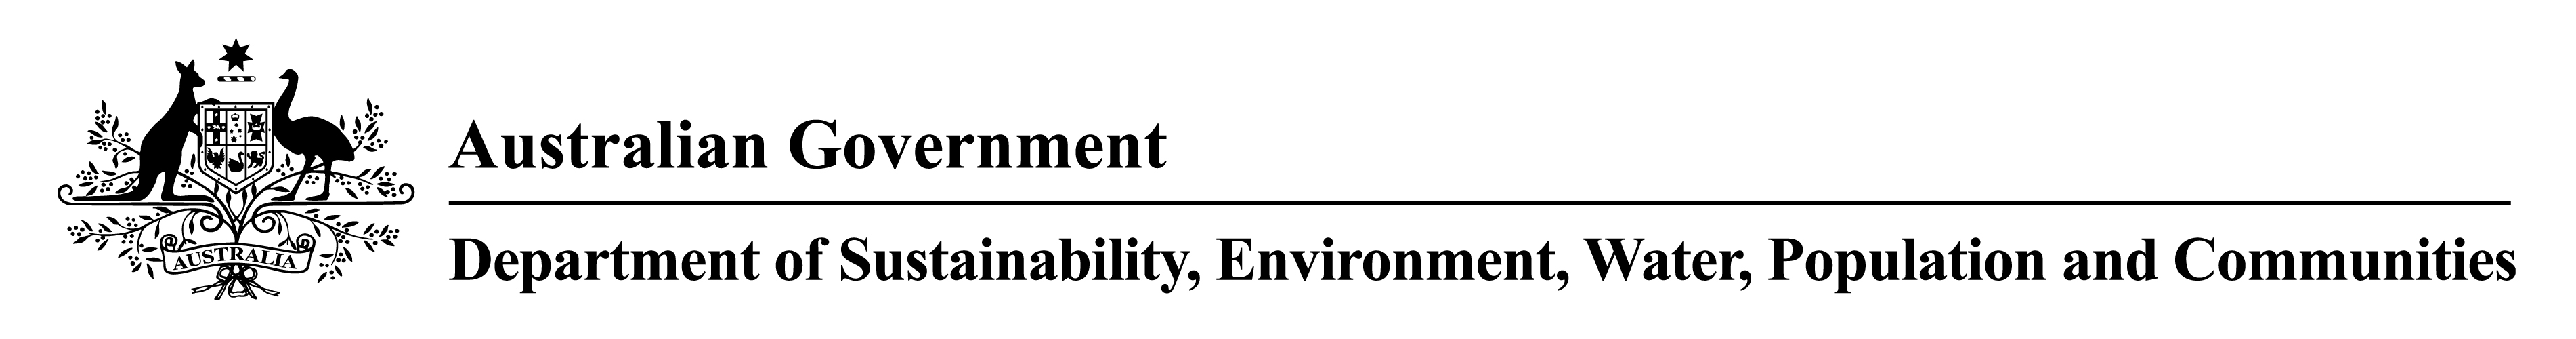 Australian Government
Department of Sustainability, Environment, Water, Population and Communities
AUSTRALIA